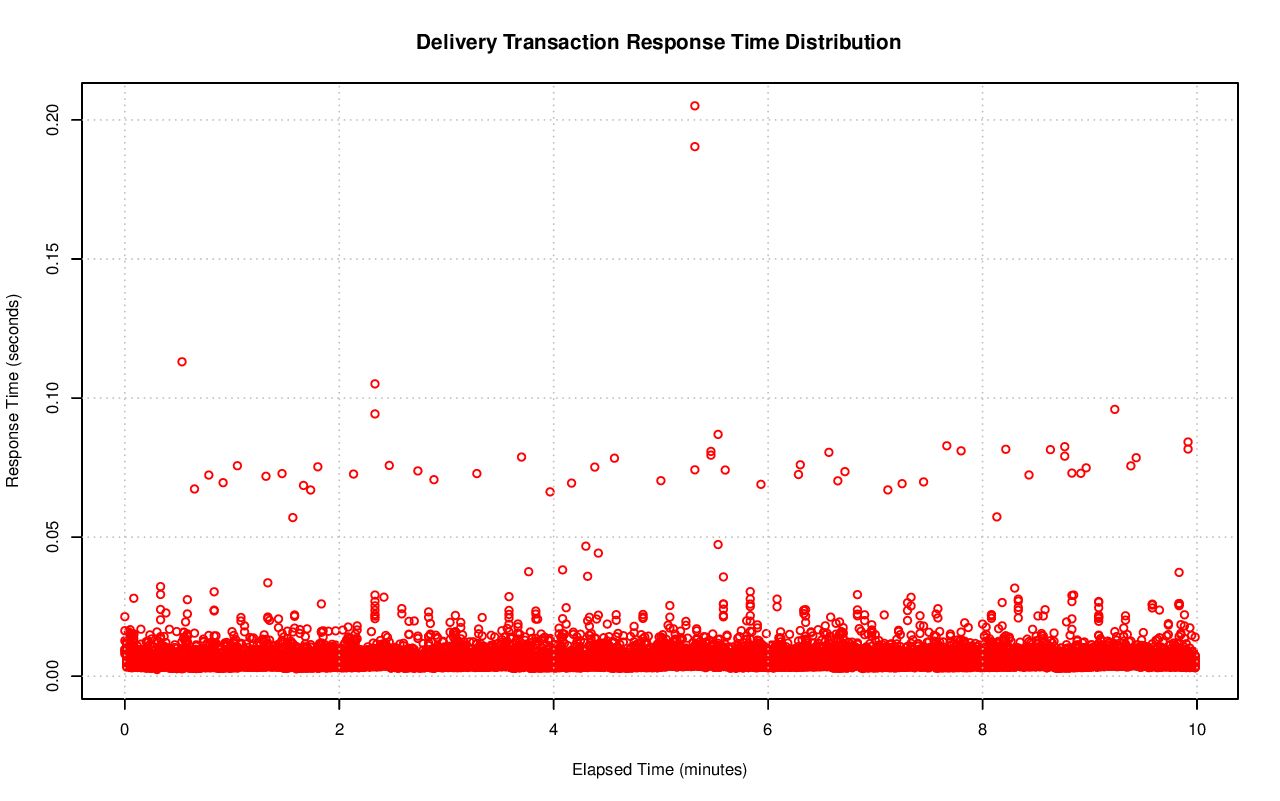 Delivery Transaction Response Time Distribution
Response Time (seconds)
0.20
0.15
0.10
0.05
0.00
0 2 4 6 8 10
Elapsed Time (minutes)